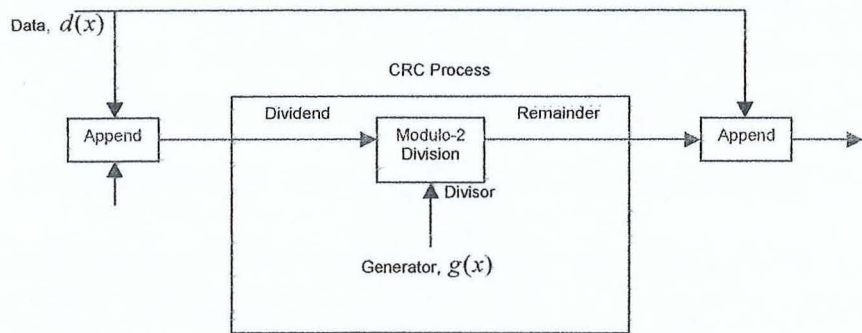 Data, d(x)
CRC Process
Dividend
Remainder
Append
Modulo-2
Division
Append
Divisor
Generator, g(x)